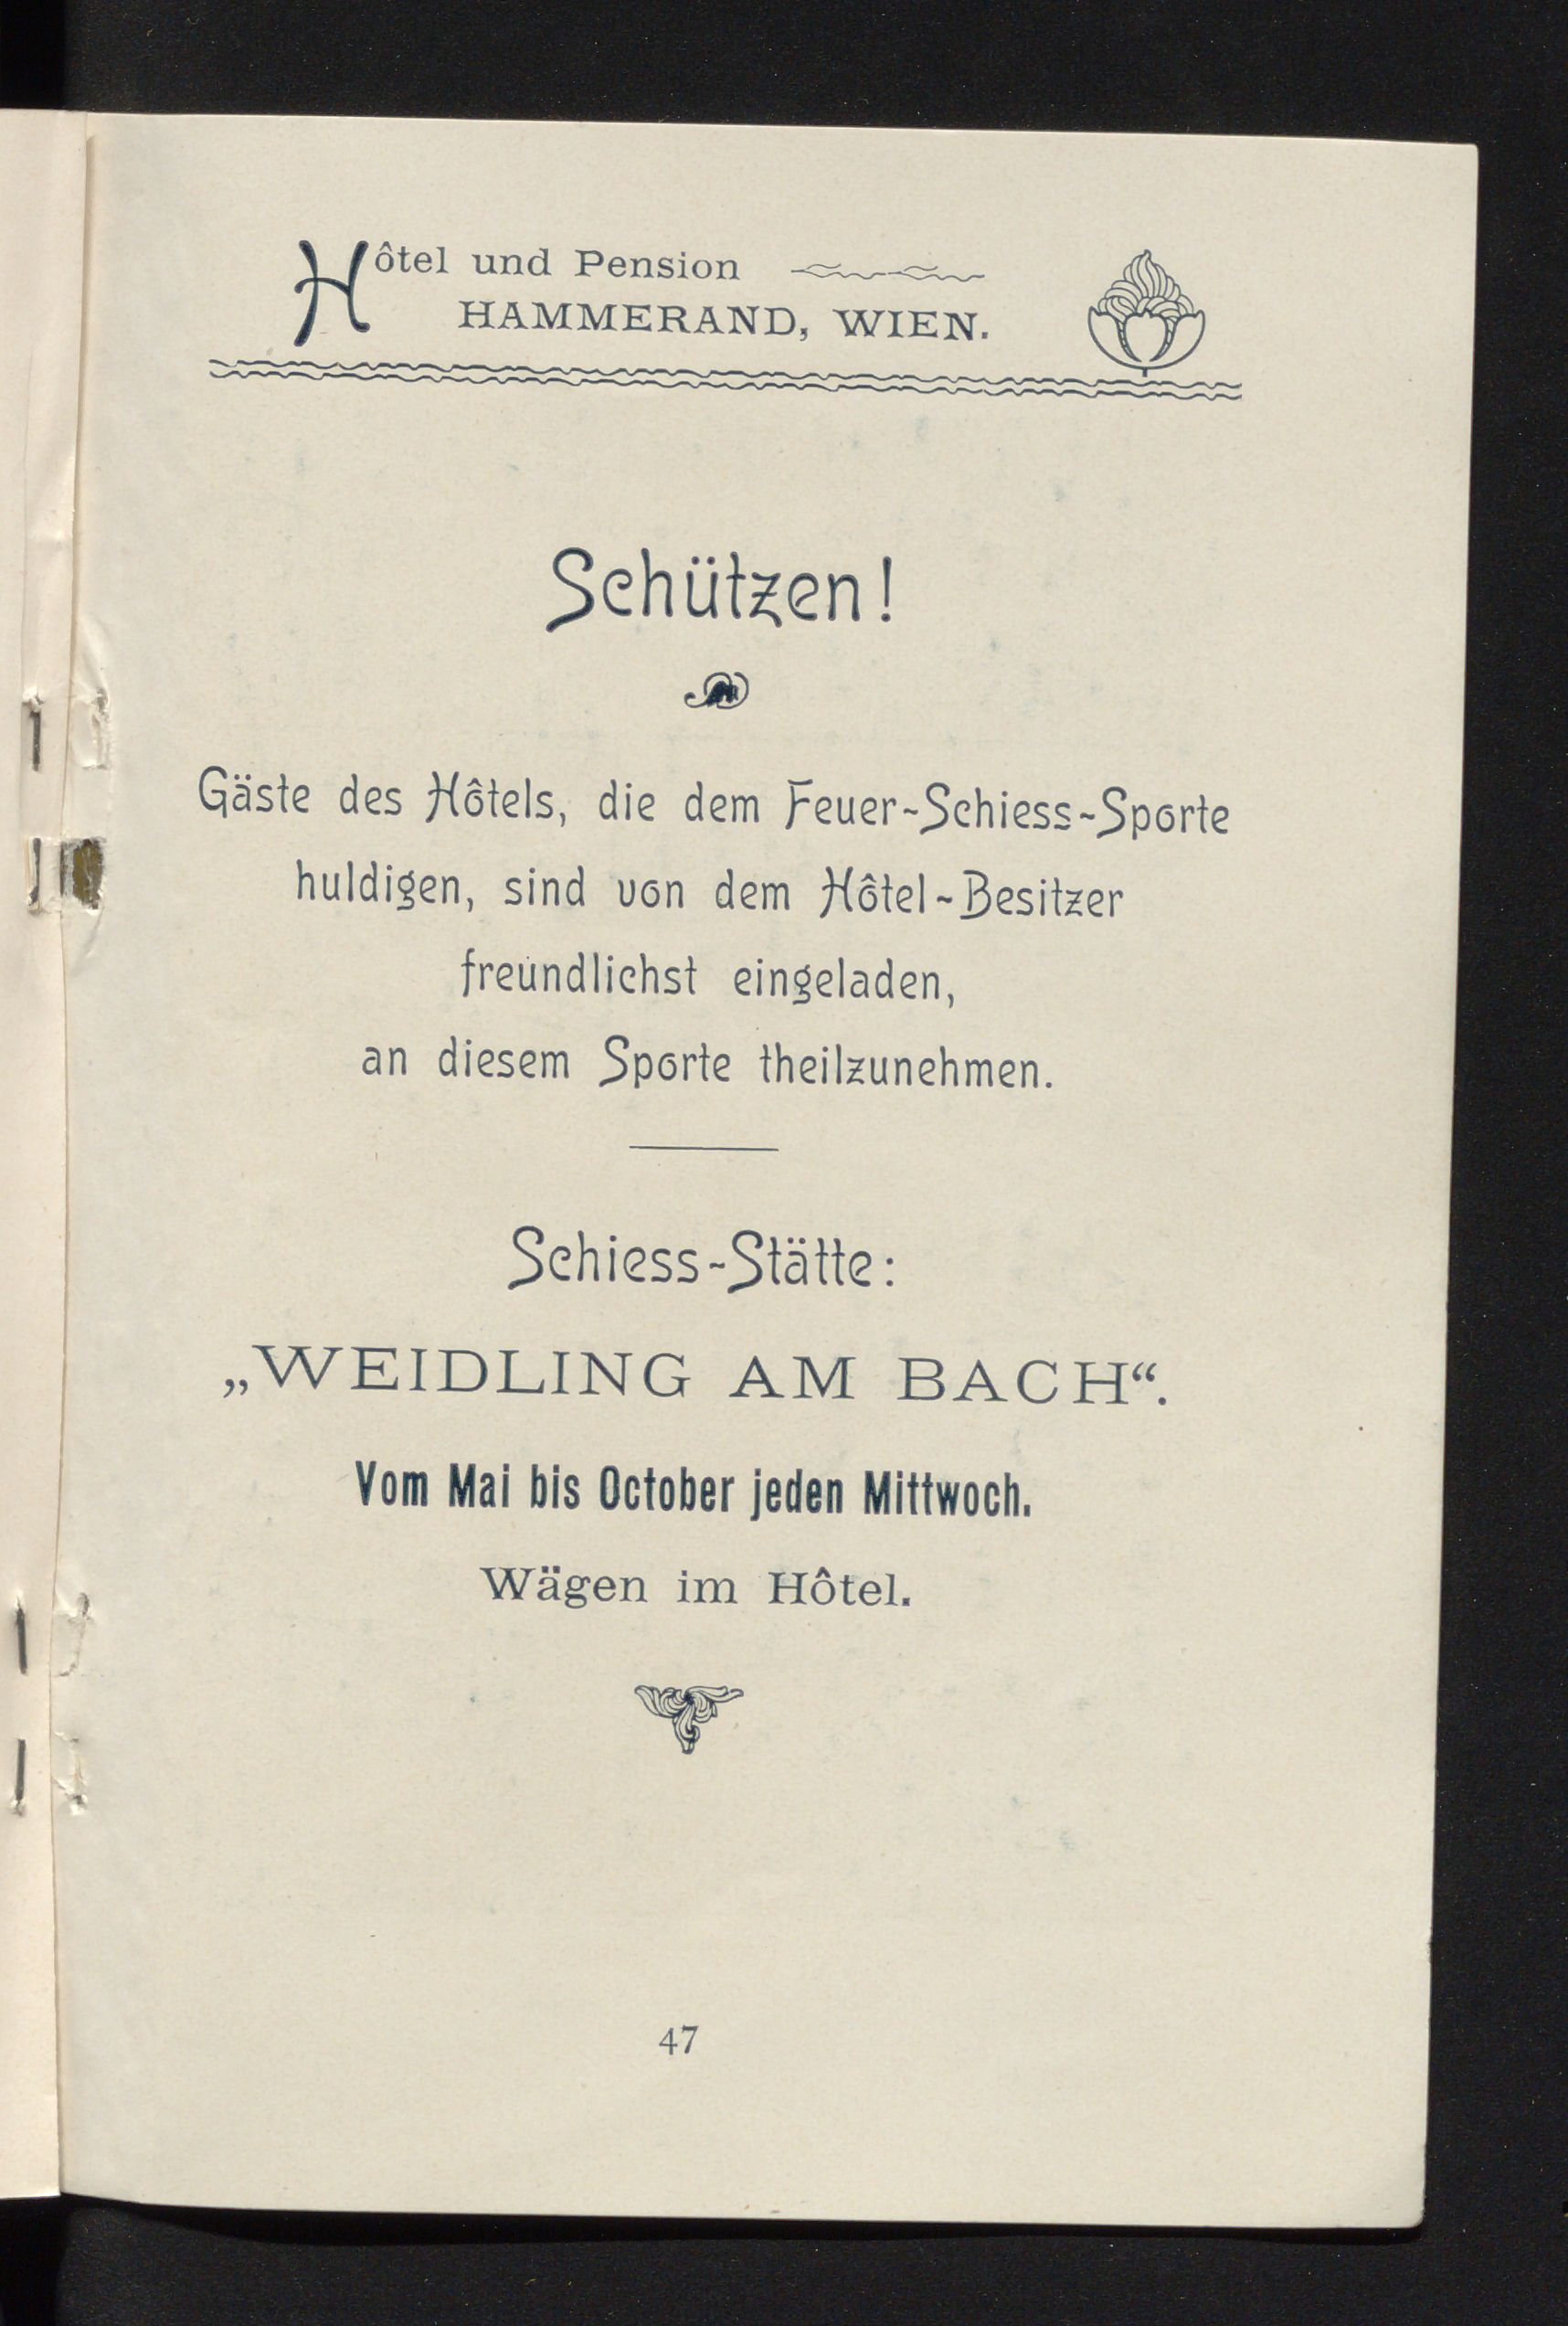 Hôtel und Pension
HAMMERAND, WIEN.
Schützen!
Gäste des Hôtels, die dem Feuer-Schiess-Sporte
huldigen, sind von dem Hôtel-Besitzer
freundlichst eingeladen,
an diesem Sporte theilzunehmen.
Schiess-Stätte:
„WEIDLING AM BACH“.
Vom Mai bis October jeden Mittwoch.
Wägen im Hôtel.
47